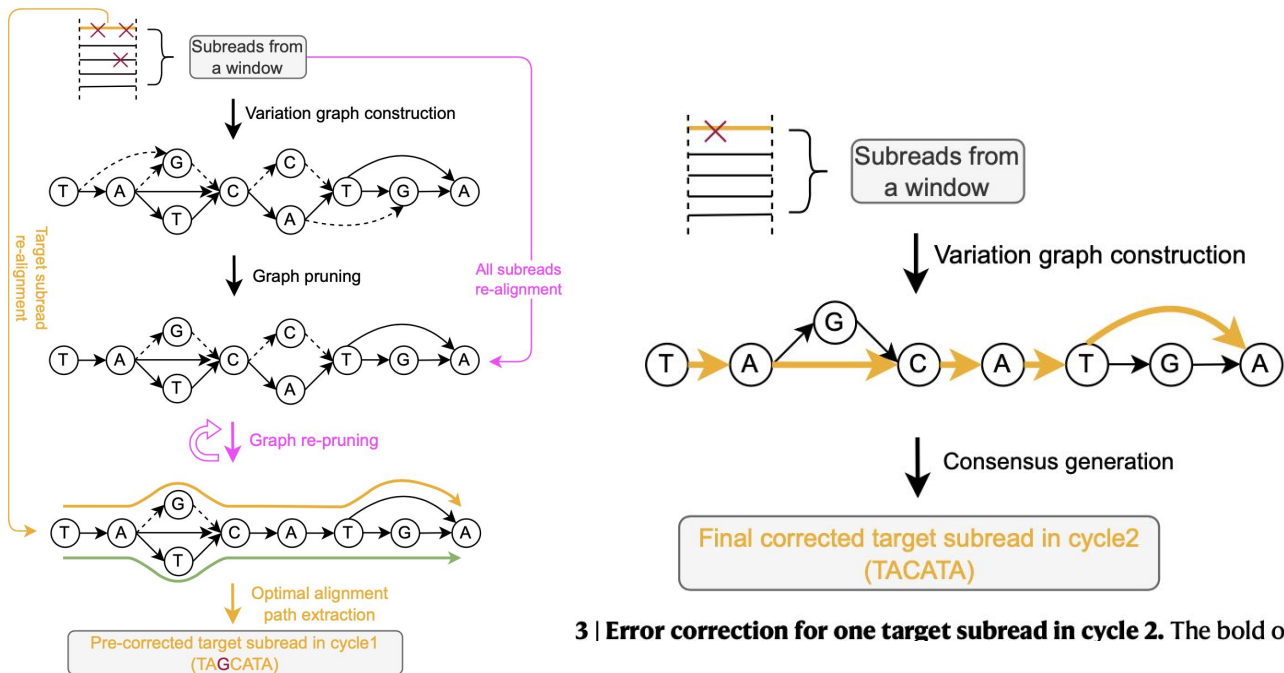 Subreads from
a window
Variation graph construction
G
C
T
A
C
T
G
A
T
A
Graph pruning
Target subread
re-alignment
All subreads
re-alignment
G
C
T
A
C
T
G
A
T
A
Graph re-pruning
G
T
A
C
A
T
G
A
T
Optimal alignment
path extraction
Pre-corrected target subread in cycle1
(TAGCATA)
Subreads from
a window
Variation graph construction
G
T
A
C
A
T
G
A
Consensus generation
Final corrected target subread in cycle2
(TACATA)
3 | Error correction for one target subread in cycle 2. The bold o